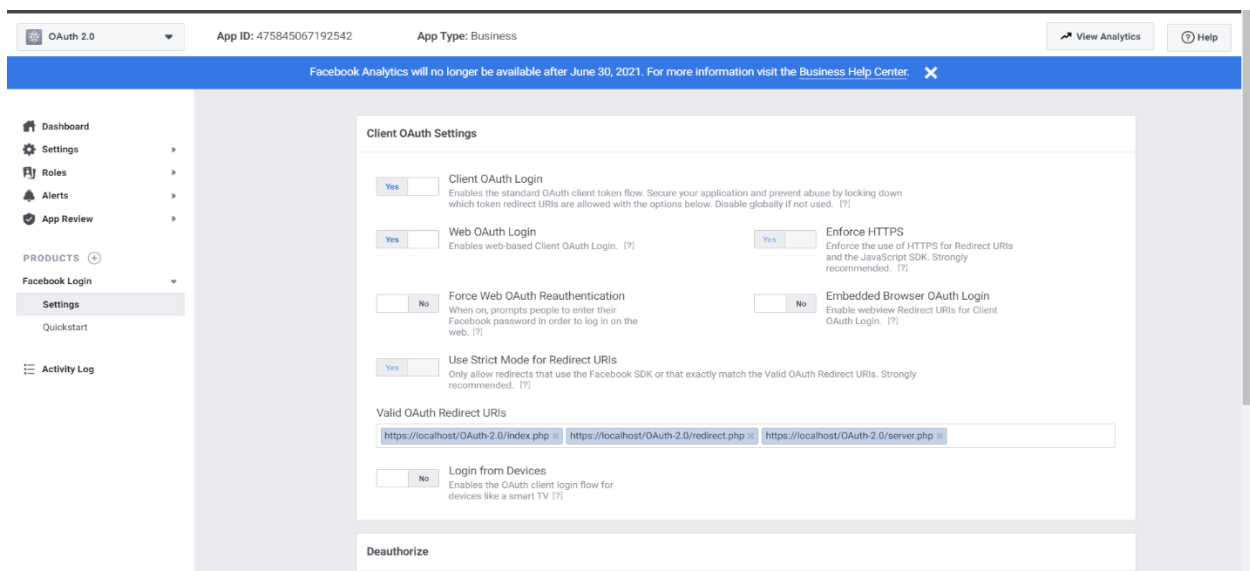 OAuth 2.0
App ID: 475845067192542
App Type: Business
View Analytics
Help
Facebook Analytics will no longer be available after June 30, 2021. For more information visit the Business Help Center.
Dashboard
Settings
Roles
Alerts
App Review
PRODUCTS
Facebook Login
Settings
Quickstart
Activity Log
Client OAuth Settings
Yes
Client OAuth Login
Enables the standard OAuth client token flow. Secure your application and prevent abuse by locking down
which token redirect URIs are allowed with the options below. Disable globally if not used. [?]
Yes
Web OAuth Login
Enables web-based Client OAuth Login. [?]
Yes
Enforce HTTPS
Enforce the use of HTTPS for Redirect URIs
and the JavaScript SDK. Strongly
recommended. [?]
No
Force Web OAuth Reauthentication
When on, prompts people to enter their
Facebook password in order to log in on the
web. [?]
No
Embedded Browser OAuth Login
Enable webview Redirect URIs for Client
OAuth Login. [?]
Yes
Use Strict Mode for Redirect URIs
Only allow redirects that use the Facebook SDK or that exactly match the Valid OAuth Redirect URIs. Strongly
recommended. [?]
Valid OAuth Redirect URIs
https://localhost/OAuth-2.0/index.php × https://localhost/OAuth-2.0/redirect.php × https://localhost/OAuth-2.0/server.php ×
No
Login from Devices
Enables the OAuth client login flow for
devices like a smart TV [?]
Deauthorize